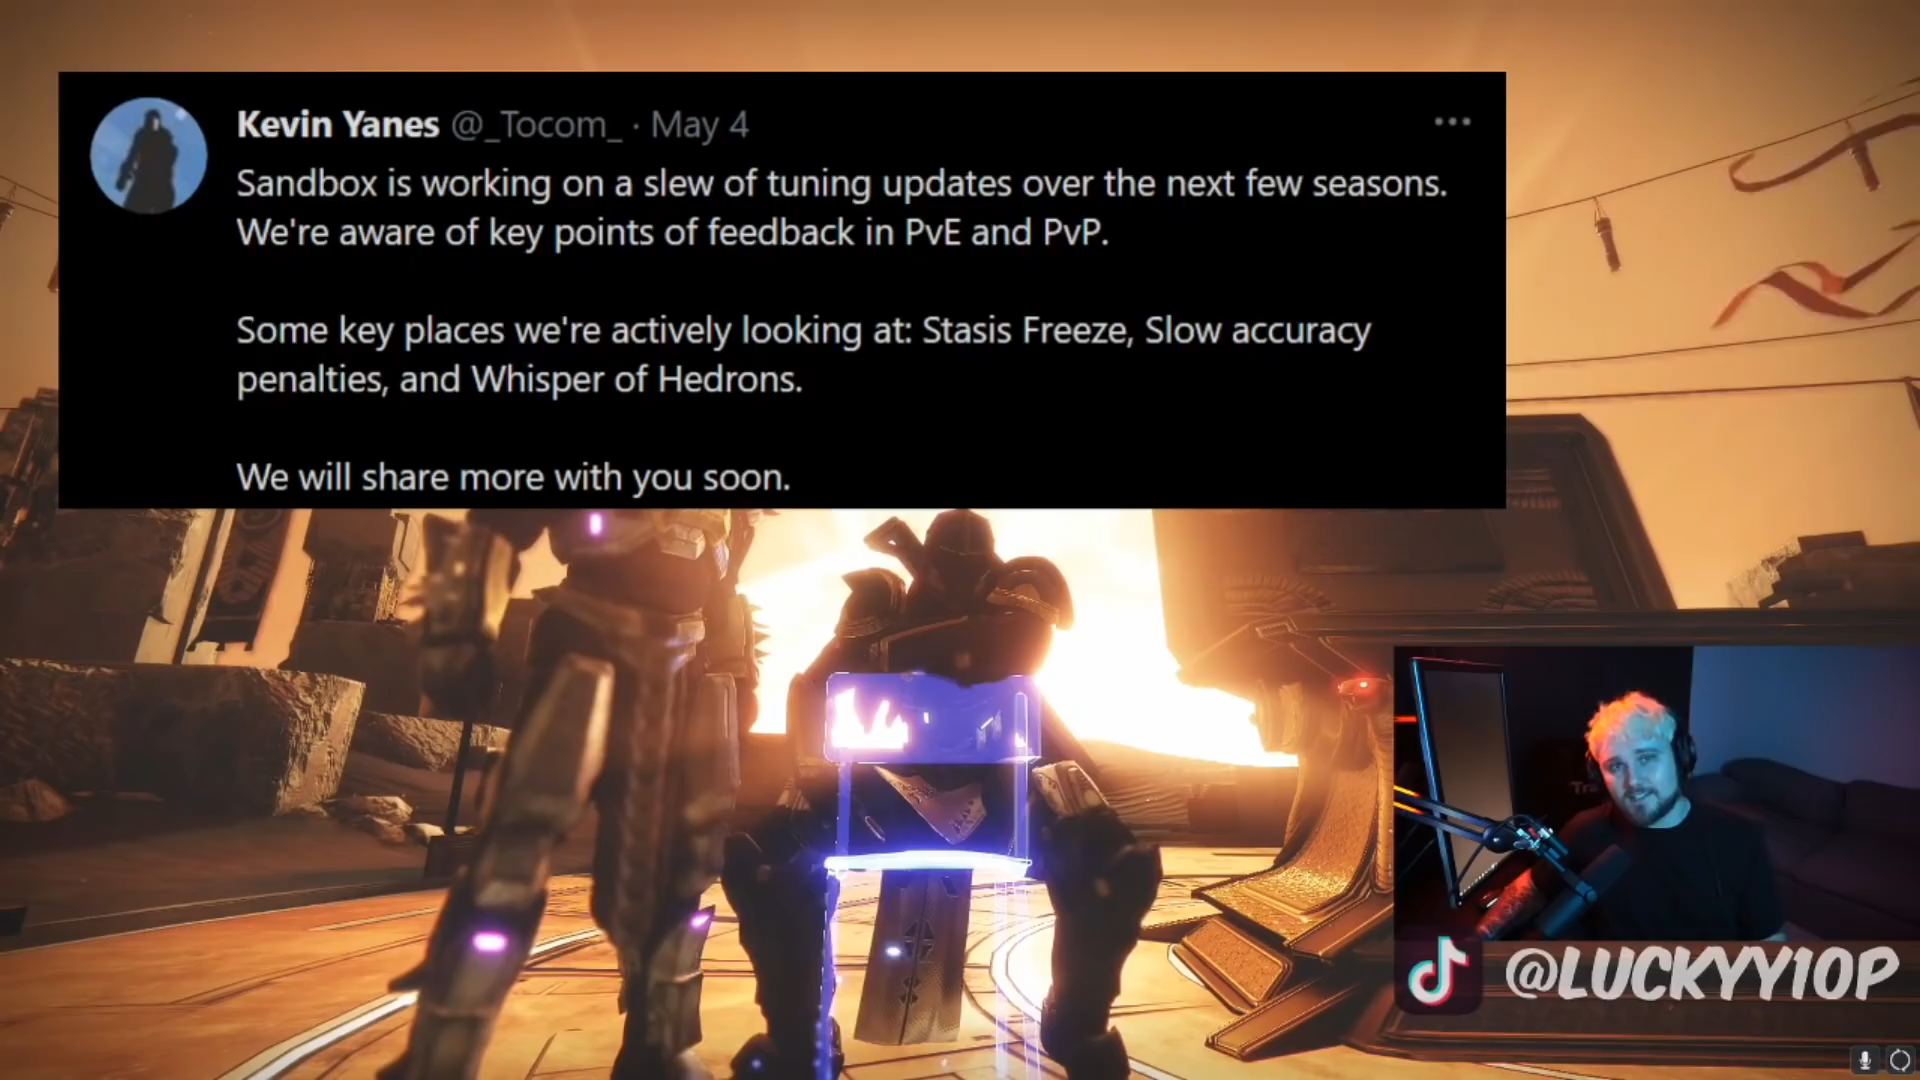 Kevin Yanes @_Tocom_ · May 4
Sandbox is working on a slew of tuning updates over the next few seasons.
We're aware of key points of feedback in PvE and PvP.
Some key places we're actively looking at: Stasis Freeze, Slow accuracy
penalties, and Whisper of Hedrons.
We will share more with you soon.
@LUCKYY10P